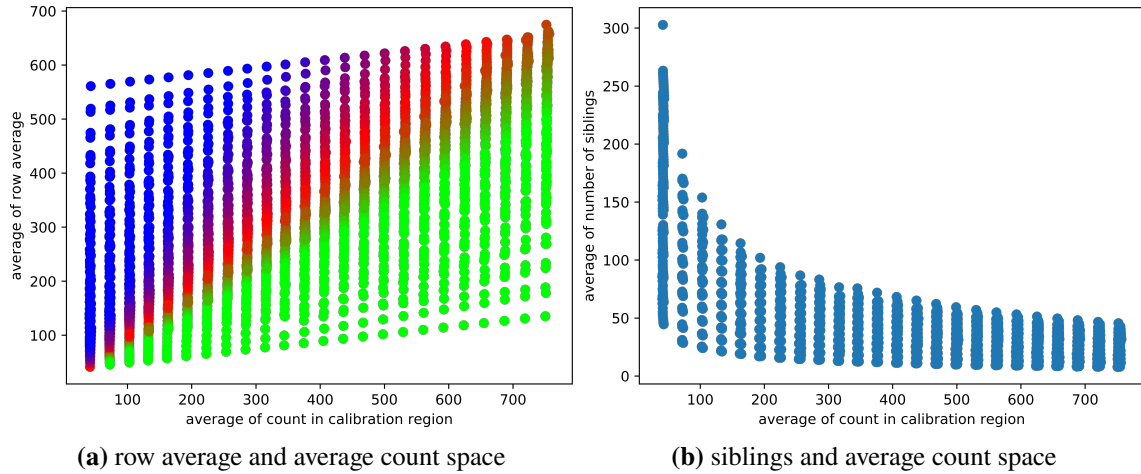 700
600
500
400
300
200
100
average of row average
100 200 300 400 500 600 700
average of count in calibration region
(a) row average and average count space
300
250
200
150
100
50
0
average of number of siblings
100 200 300 400 500 600 700
average of count in calibration region
(b) siblings and average count space